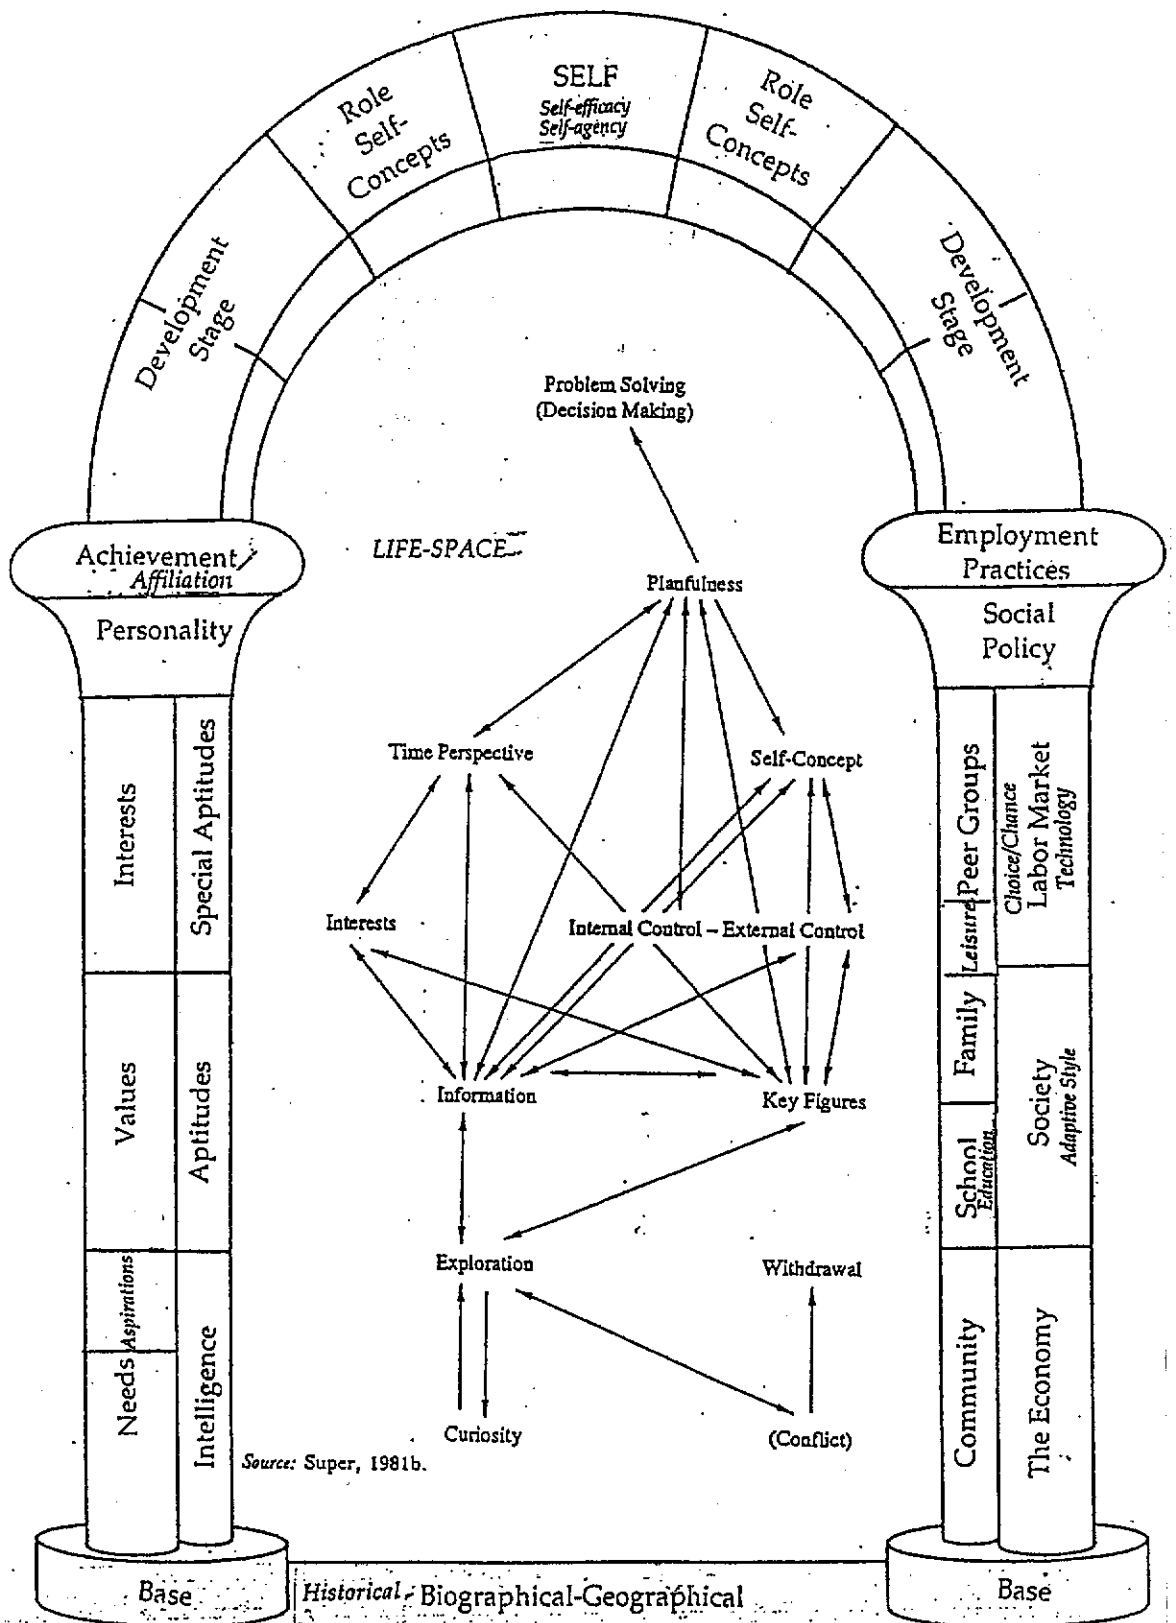 SELF
Self-efficacy
Self-agency
Role
Self-
Concepts
Role
Self-
Concepts
Development
Stage
Development
Stage
Problem Solving
(Decision Making)
LIFE-SPACE
Achievement
Affiliation
Personality
Employment
Practices
Social
Policy
Planfulness
Time Perspective
Self-Concept
Interests
Internal Control – External Control
Information
Key Figures
Exploration
Withdrawal
Curiosity
(Conflict)
Interests
Special Aptitudes
Values
Aptitudes
Needs
Aspirations
Intelligence
Peer Groups
Leisure
Choice/Chance
Labor Market
Technology
Family
School
Education
Society
Adaptive Style
Community
The Economy
Source: Super, 1981b.
Base
Historical - Biographical-Geographical
Base